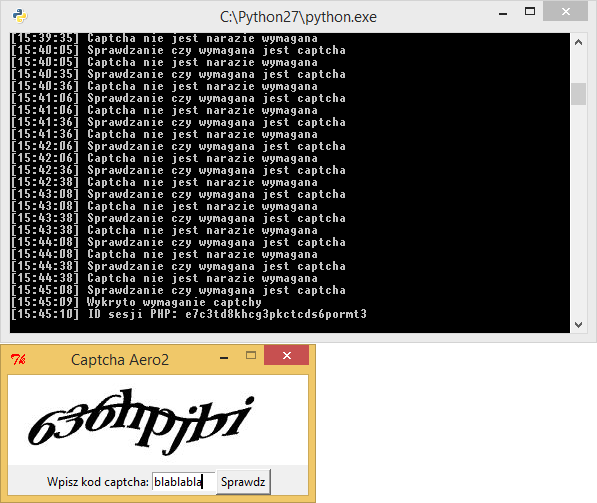 C:\Python27\python.exe
[15:39:35] Captcha nie jest narazie wymagana
[15:40:05] Sprawdzanie czy wymagana jest captcha
[15:40:05] Captcha nie jest narazie wymagana
[15:40:35] Sprawdzanie czy wymagana jest captcha
[15:40:36] Captcha nie jest narazie wymagana
[15:41:06] Sprawdzanie czy wymagana jest captcha
[15:41:06] Captcha nie jest narazie wymagana
[15:41:36] Sprawdzanie czy wymagana jest captcha
[15:41:36] Captcha nie jest narazie wymagana
[15:42:06] Sprawdzanie czy wymagana jest captcha
[15:42:06] Captcha nie jest narazie wymagana
[15:42:36] Sprawdzanie czy wymagana jest captcha
[15:42:38] Captcha nie jest narazie wymagana
[15:43:08] Sprawdzanie czy wymagana jest captcha
[15:43:08] Captcha nie jest narazie wymagana
[15:43:38] Sprawdzanie czy wymagana jest captcha
[15:43:38] Captcha nie jest narazie wymagana
[15:44:08] Sprawdzanie czy wymagana jest captcha
[15:44:08] Captcha nie jest narazie wymagana
[15:44:38] Sprawdzanie czy wymagana jest captcha
[15:44:38] Captcha nie jest narazie wymagana
[15:45:08] Sprawdzanie czy wymagana jest captcha
[15:45:09] Wykryto wymaganie captchy
[15:45:10] ID sesji PHP: e7c3td8khcg3pkctcds6pormt3
Captcha Aero2
636hpjbi
Wpisz kod captcha: blablabla Sprawdz